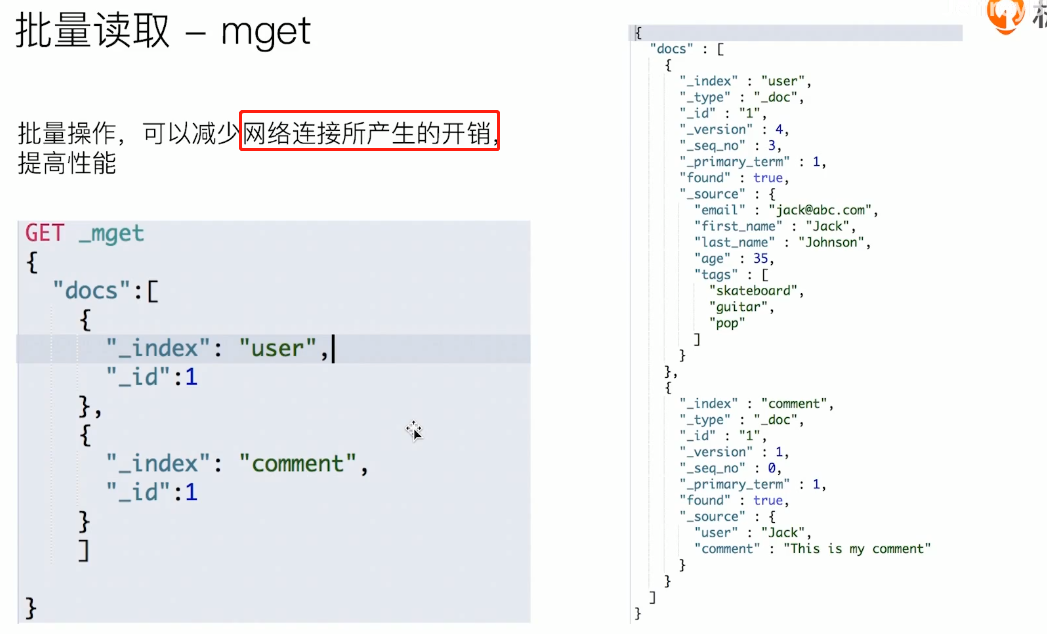 批量读取 – mget
批量操作，可以减少网络连接所产生的开销,
提高性能
GET _mget
{
"docs":[
{
"_index": "user",
"_id":1
},
{
"_index": "comment",
"_id":1
}
]
}
{
"docs" : [
{
"_index" : "user",
"_type" : "_doc",
"_id" : "1",
"_version" : 4,
"_seq_no" : 3,
"_primary_term" : 1,
"found" : true,
"_source" : {
"email" : "jack@abc.com",
"first_name" : "Jack",
"last_name" : "Johnson",
"age" : 35,
"tags" : [
"skateboard",
"guitar",
"pop"
]
}
},
{
"_index" : "comment",
"_type" : "_doc",
"_id" : "1",
"_version" : 1,
"_seq_no" : 0,
"_primary_term" : 1,
"found" : true,
"_source" : {
"user" : "Jack",
"comment" : "This is my comment"
}
}
]
}